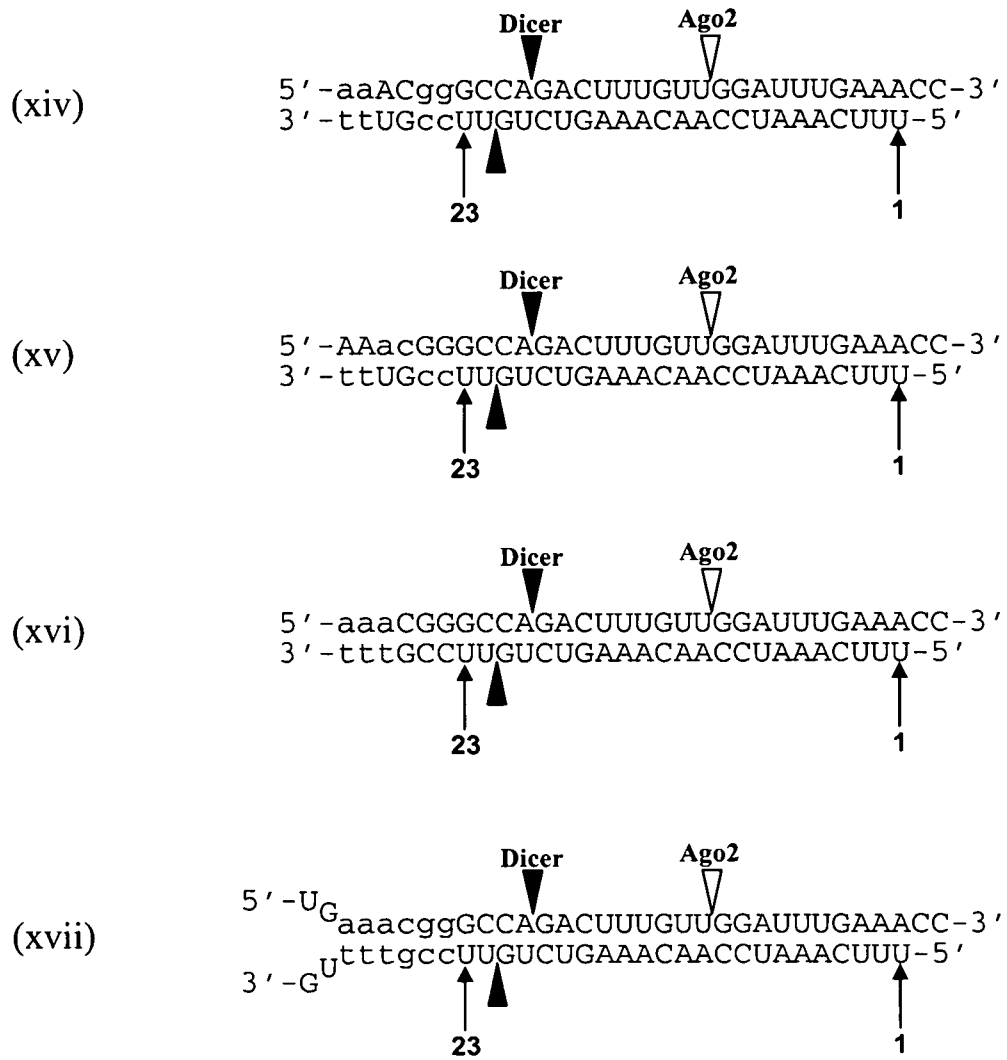 Dicer Ago2
(xiv) 5'-aaACggGCCAGACUUUGUUGGAUUUGAAACC-3'
3'-ttUGccUUGUCUGAAACAACCUAAACUUU-5'
23 1
Dicer Ago2
(xv) 5'-AAacGGGCCAGACUUUGUUGGAUUUGAAACC-3'
3'-ttUGccUUGUCUGAAACAACCUAAACUUU-5'
23 1
Dicer Ago2
(xvi) 5'-aaaCGGGCCAGACUUUGUUGGAUUUGAAACC-3'
3'-tttGCCUUGUCUGAAACAACCUAAACUUU-5'
23 1
Dicer Ago2
(xvii) 5'-UGaaacggGCCAGACUUUGUUGGAUUUGAAACC-3'
3'-GUtttgccUUGUCUGAAACAACCUAAACUUU-5'
23 1